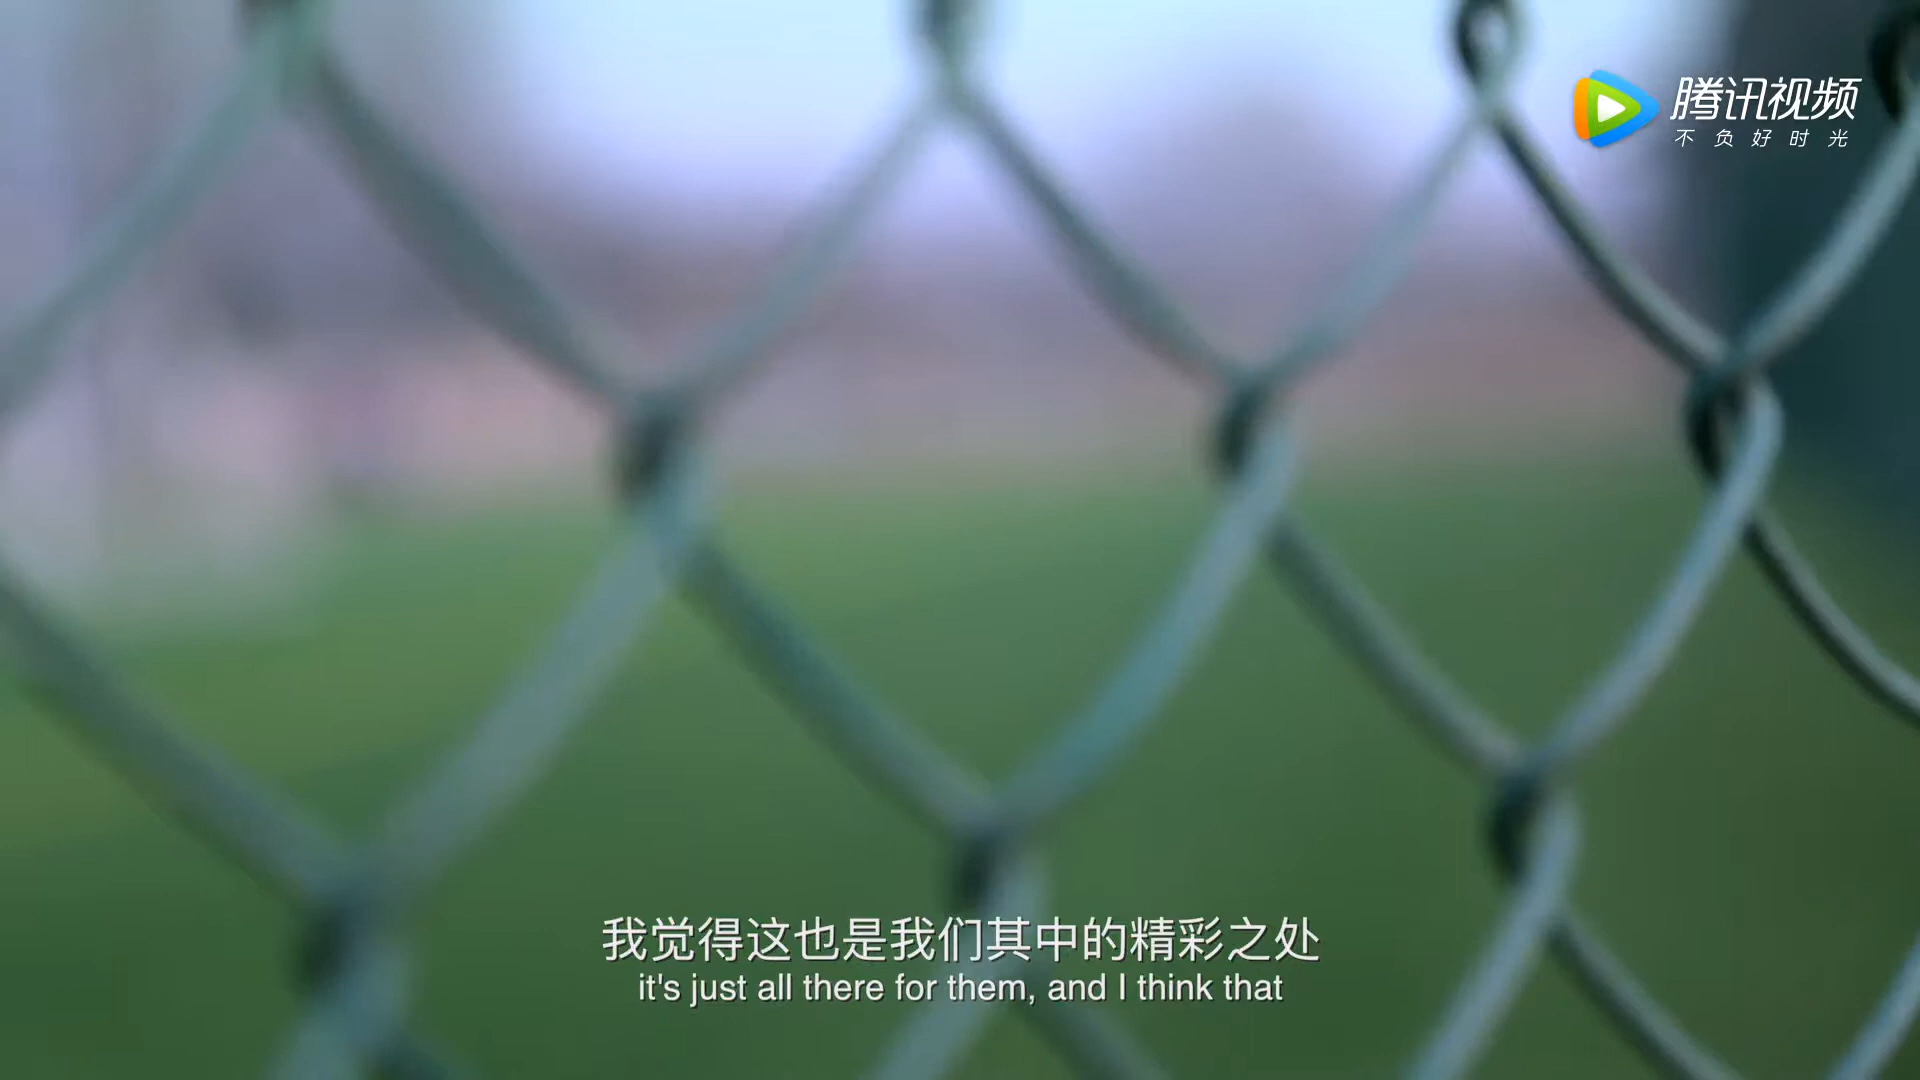 腾讯视频
不负好时光
我觉得这也是我们其中的精彩之处
it's just all there for them, and I think that